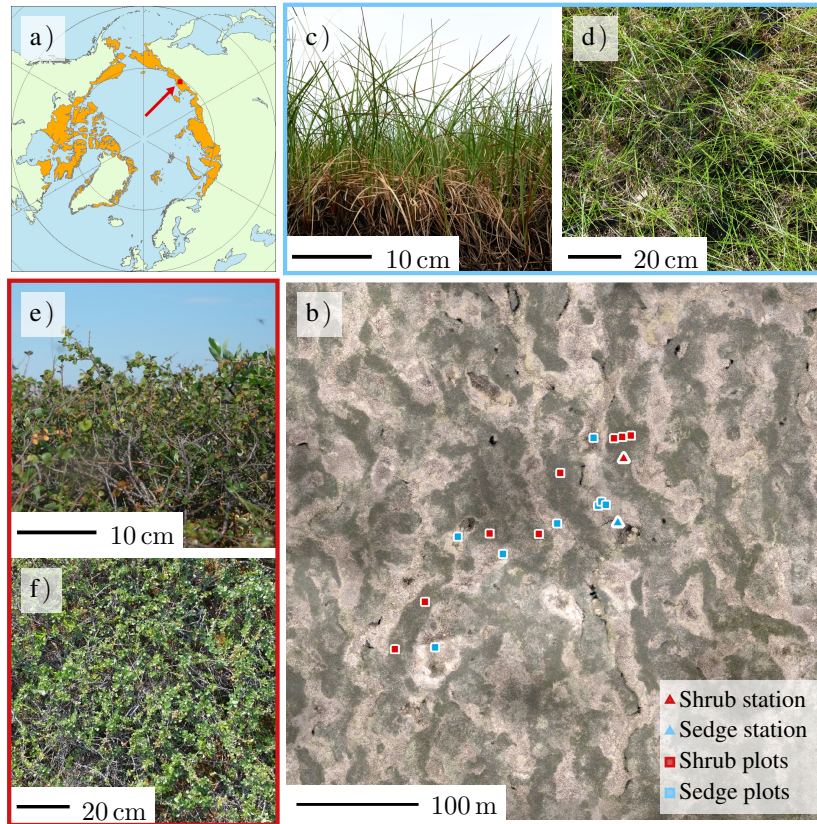 a)
c)
d)
10 cm
20 cm
e)
b)
10 cm
f)
20 cm
Shrub station
Sedge station
Shrub plots
Sedge plots
100 m